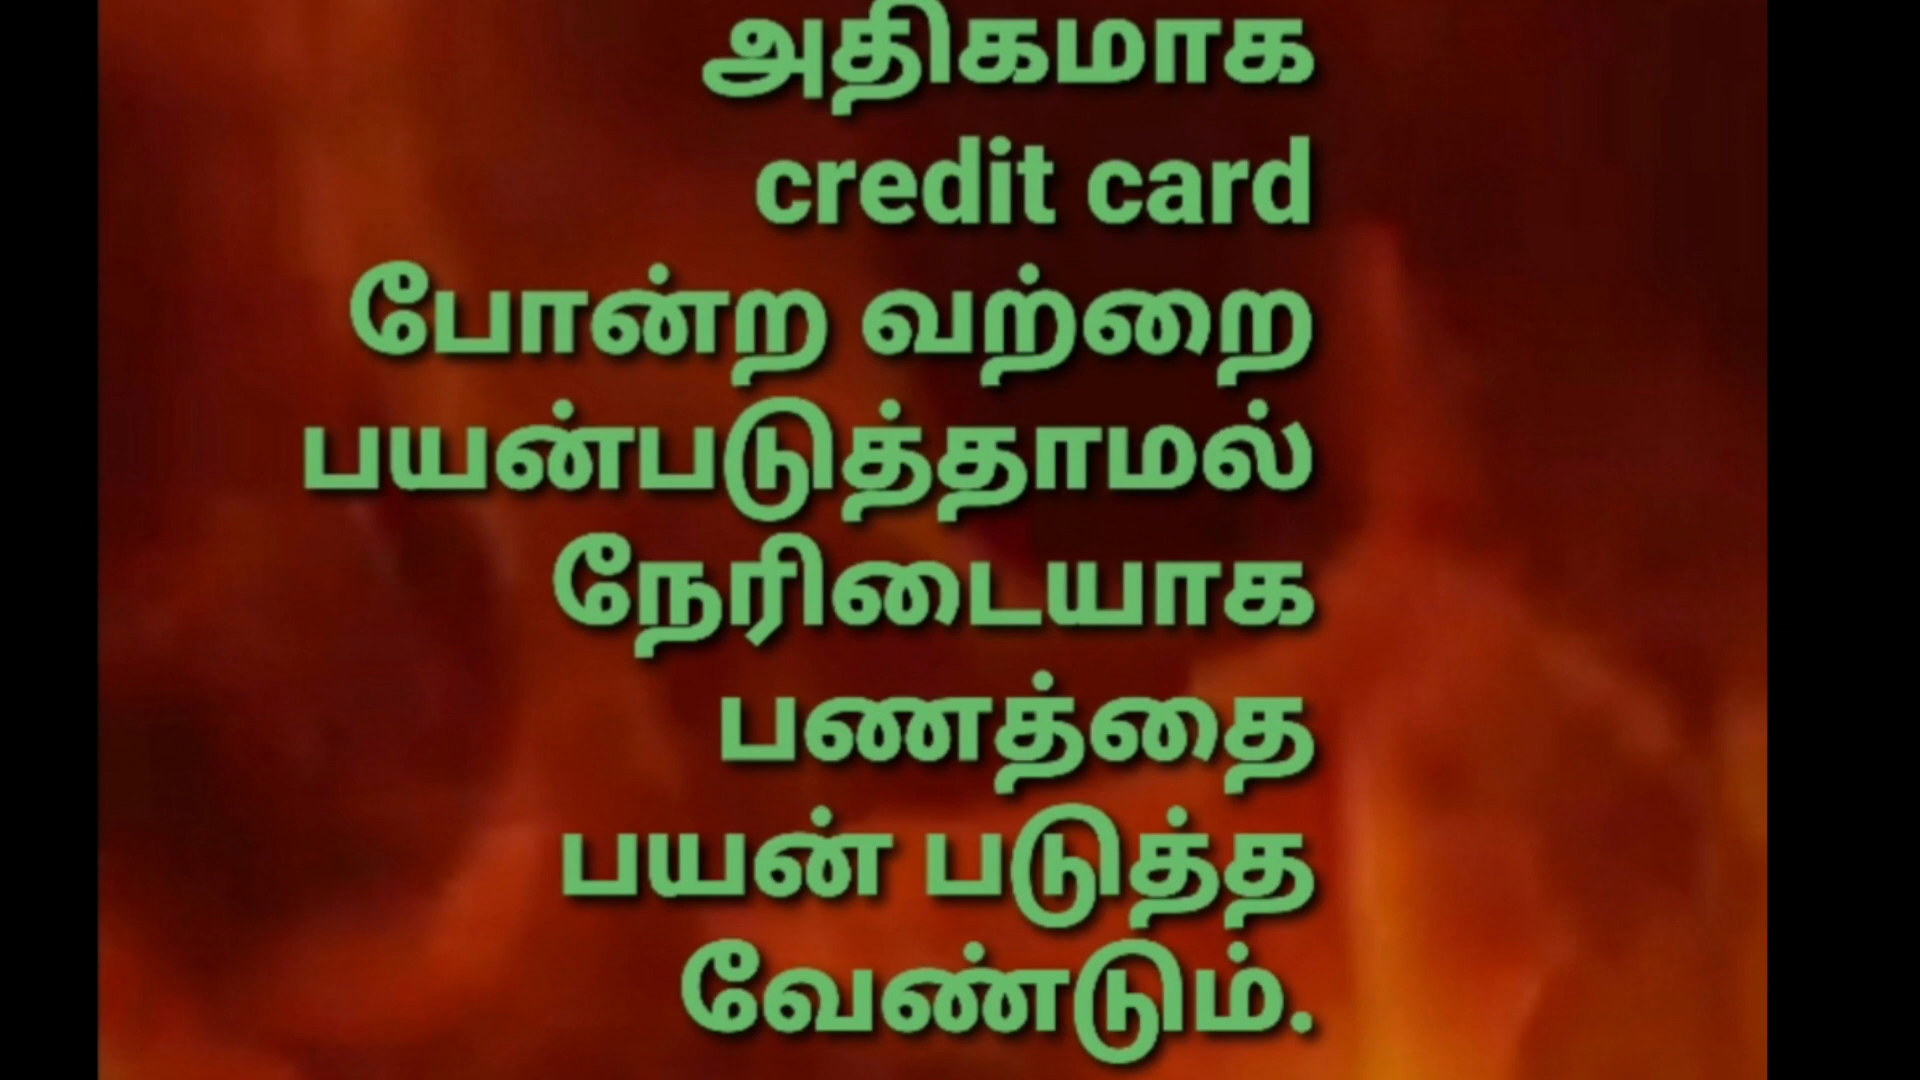 அதிகமாக
credit card
போன்ற வற்றை
பயன்படுத்தாமல்
நேரிடையாக
பணத்தை
பயன் படுத்த
வேண்டும்.